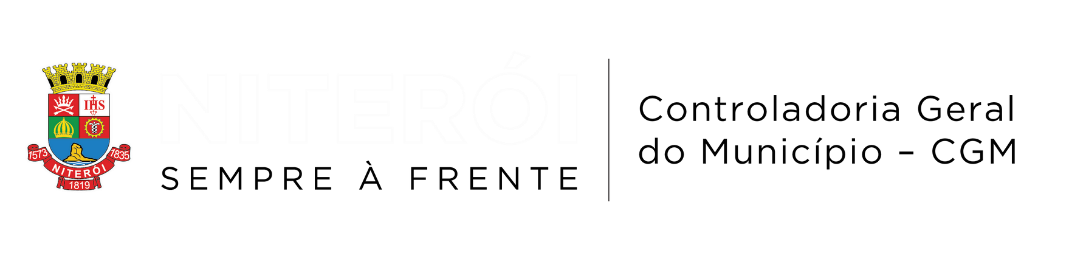 IHS
1573 1835
NITERÓI
1819
NITERÓI
SEMPRE À FRENTE
Controladoria Geral
do Município – CGM